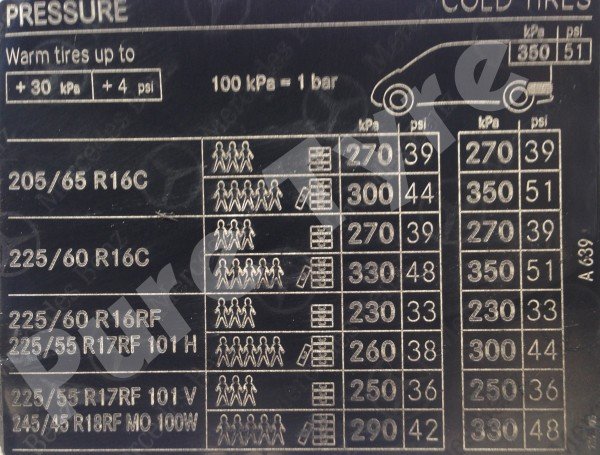 PRESSURE COLD TIRES
Warm tires up to
+ 30 kPa + 4 psi
100 kPa = 1 bar
kPa psi
350 51
kPa psi kPa psi
205/65 R16C 270 39 270 39
300 44 350 51
225/60 R16C 270 39 270 39
330 48 350 51
225/60 R16RF 230 33 230 33
225/55 R17RF 101 H 260 38 300 44
225/55 R17RF 101 V 250 36 250 36
245/45 R18RF MO 100W 290 42 330 48
A 639
Pure Tyre
Mercedes-Benz